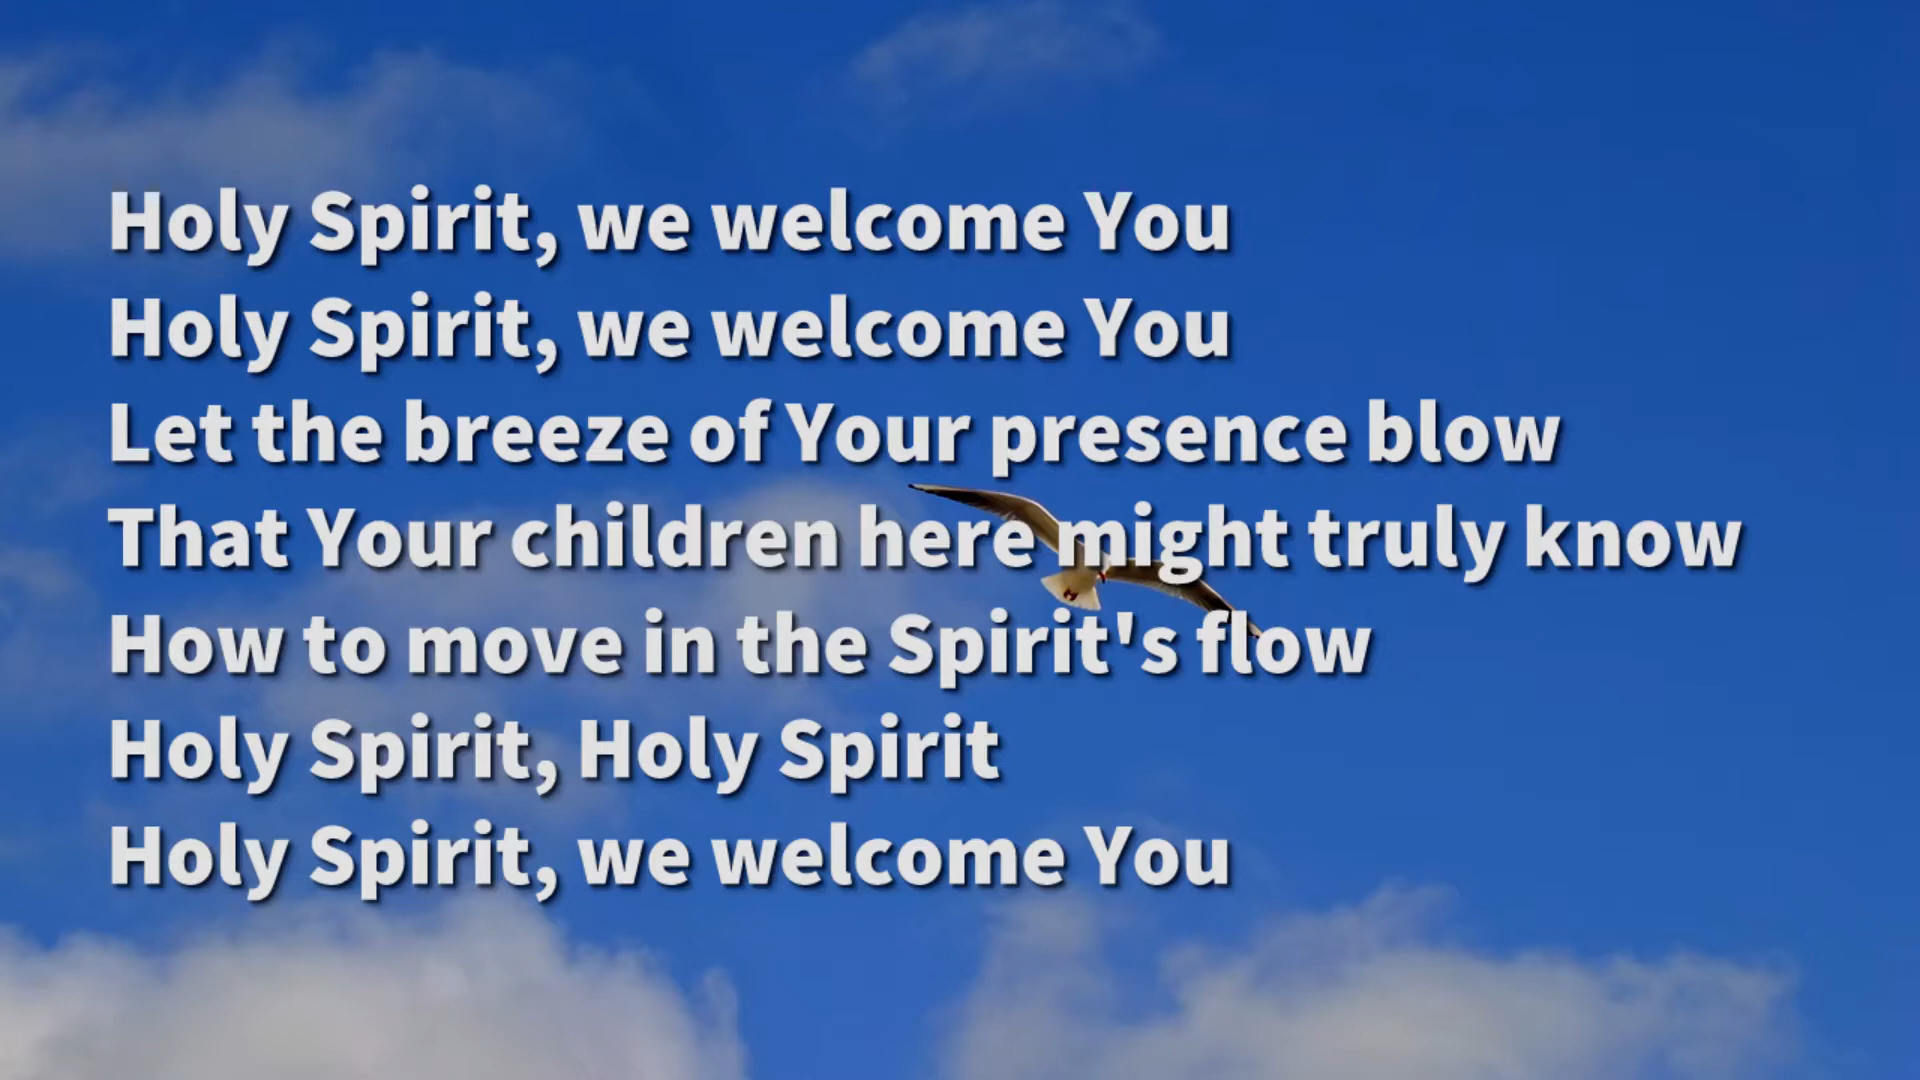 Holy Spirit, we welcome You
Holy Spirit, we welcome You
Let the breeze of Your presence blow
That Your children here might truly know
How to move in the Spirit's flow
Holy Spirit, Holy Spirit
Holy Spirit, we welcome You